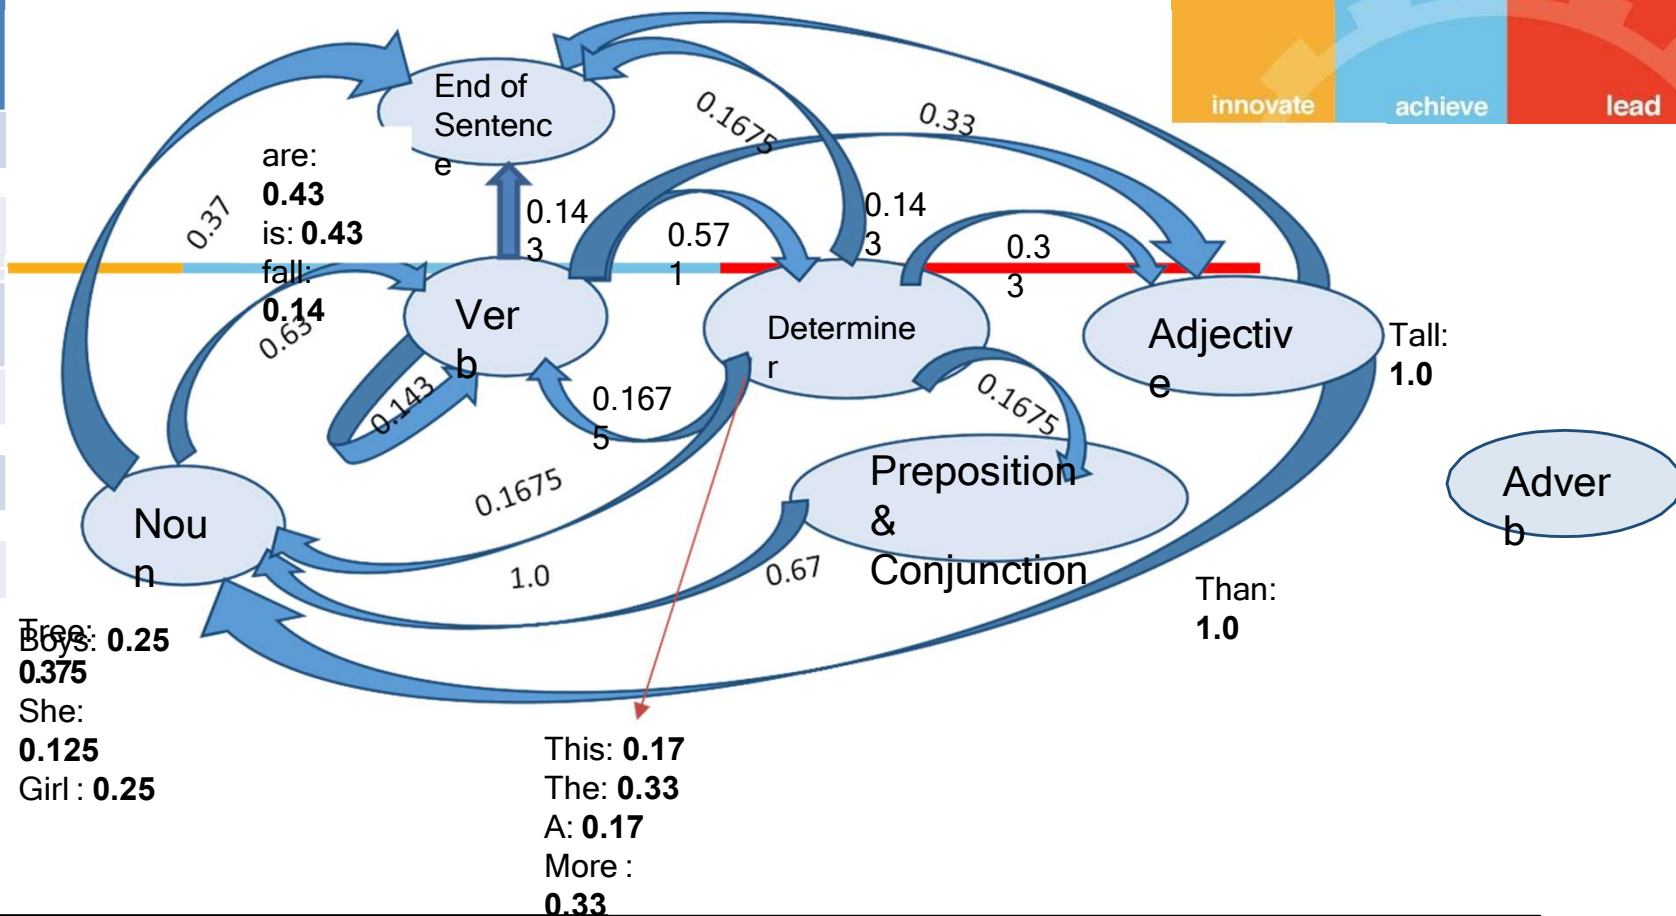 innovate
achieve
lead
End of
Sentenc
e
0.1675
0.33
are:
0.43
is: 0.43
fall:
0.14
0.37
0.14
3
0.57
1
0.14
3
0.3
3
0.63
Ver
b
Determine
r
Adjectiv
e
Tall:
1.0
0.143
0.167
5
0.1675
Preposition
&
Conjunction
Adver
b
Nou
n
0.1675
1.0
0.67
Than:
1.0
Tree:
0.375
Boys: 0.25
She:
0.125
Girl : 0.25
This: 0.17
The: 0.33
A: 0.17
More :
0.33